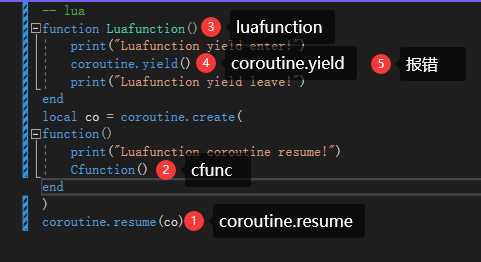 -- lua
function Luafunction() 3 luafunction
print("Luafunction yield enter!")
coroutine.yield() 4 coroutine.yield 5 报错
print("Luafunction yield leave!")
end
local co = coroutine.create(
function()
print("Luafunction coroutine resume!")
Cfunction() 2 cfunc
end
)
coroutine.resume(co) 1 coroutine.resume